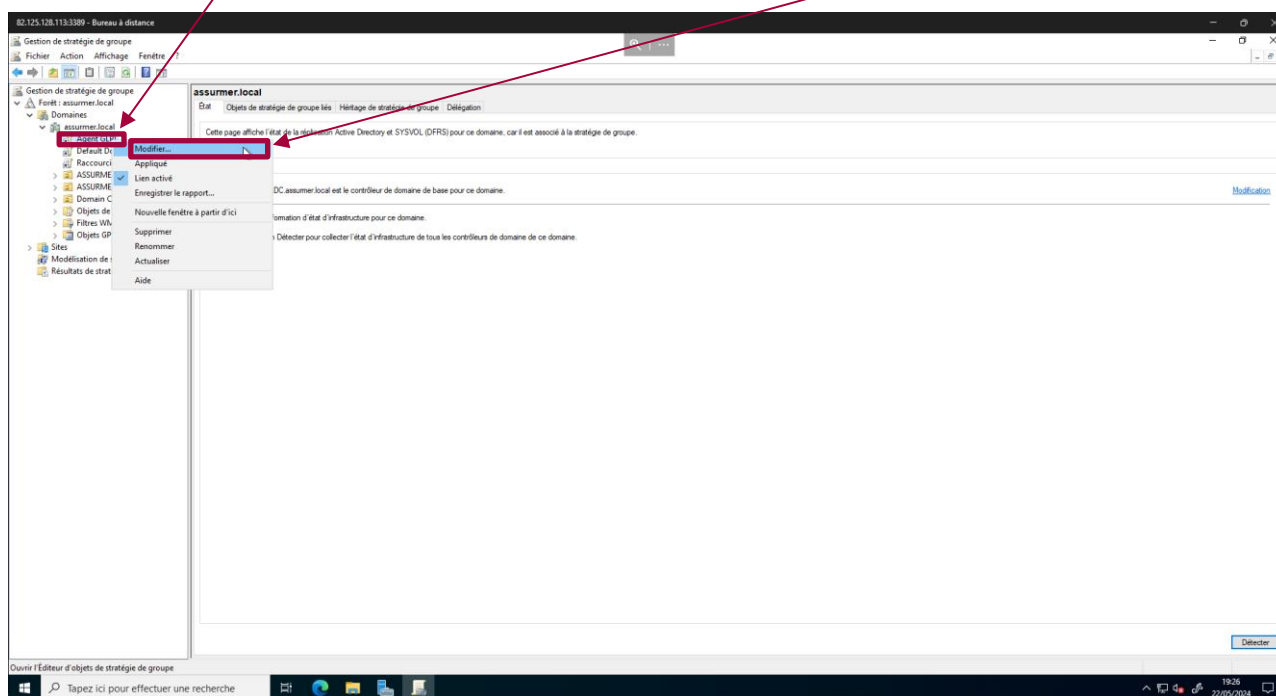 82.125.128.113:3389 - Bureau à distance
Gestion de stratégie de groupe
Fichier Action Affichage Fenêtre ?
Gestion de stratégie de groupe
Forêt : assurmer.local
Domaines
assurmer.local
Agent GLPI
Default Do
Raccourci
ASSURME
ASSURME
Domain C
Objets de
Filtres WM
Objets GP
Sites
Modélisation de
Résultats de strat
Modifier...
Appliqué
Lien activé
Enregistrer le rapport...
Nouvelle fenêtre à partir d'ici
Supprimer
Renommer
Actualiser
Aide
assurmer.local
État Objets de stratégie de groupe liés Héritage de stratégie de groupe Délégation
Cette page affiche l'état de la réplication Active Directory et SYSVOL (DFRS) pour ce domaine, car il est associé à la stratégie de groupe.
DC.assurmer.local est le contrôleur de domaine de base pour ce domaine.
Modification
formation d'état d'infrastructure pour ce domaine.
Détecter pour collecter l'état d'infrastructure de tous les contrôleurs de domaine de ce domaine.
Détecter
Ouvrir l'Éditeur d'objets de stratégie de groupe
Tapez ici pour effectuer une recherche
19:26
22/05/2024